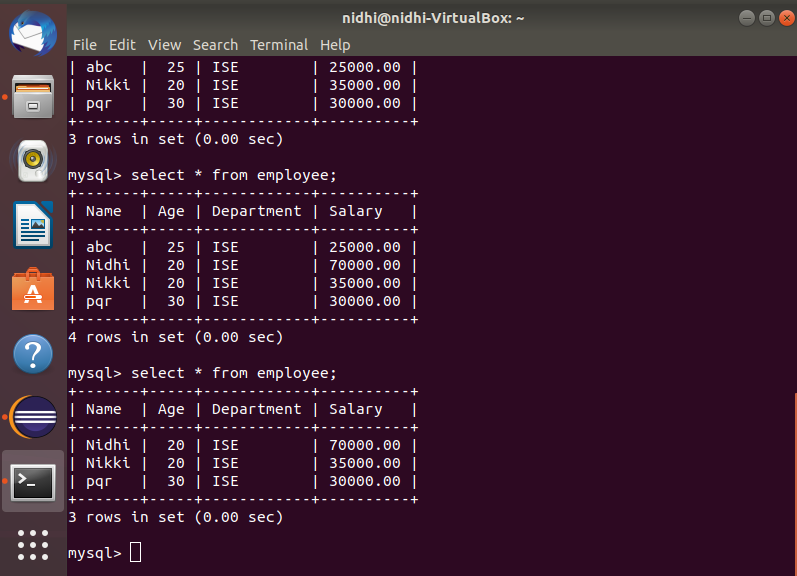 nidhi@nidhi-VirtualBox: ~
File Edit View Search Terminal Help
| abc   |  25 | ISE        | 25000.00 |
| Nikki |  20 | ISE        | 35000.00 |
| pqr   |  30 | ISE        | 30000.00 |
+-------+-----+------------+----------+
3 rows in set (0.00 sec)
mysql> select * from employee;
+-------+-----+------------+----------+
| Name  | Age | Department | Salary   |
+-------+-----+------------+----------+
| abc   |  25 | ISE        | 25000.00 |
| Nidhi |  20 | ISE        | 70000.00 |
| Nikki |  20 | ISE        | 35000.00 |
| pqr   |  30 | ISE        | 30000.00 |
+-------+-----+------------+----------+
4 rows in set (0.00 sec)
mysql> select * from employee;
+-------+-----+------------+----------+
| Name  | Age | Department | Salary   |
+-------+-----+------------+----------+
| Nidhi |  20 | ISE        | 70000.00 |
| Nikki |  20 | ISE        | 35000.00 |
| pqr   |  30 | ISE        | 30000.00 |
+-------+-----+------------+----------+
3 rows in set (0.00 sec)
mysql>